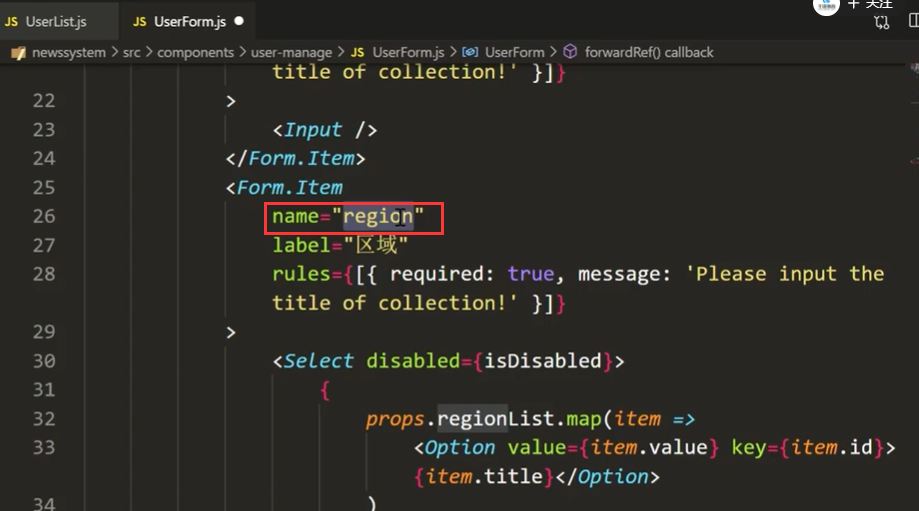 关注
JS UserList.js JS UserForm.js
newssystem > src > components > user-manage > JS UserForm.js > UserForm > forwardRef() callback
title of collection!' }]}
22 >
23 <Input />
24 </Form.Item>
25 <Form.Item
26 name="region"
27 label="区域"
28 rules={[{ required: true, message: 'Please input the
title of collection!' }]}
29 >
30 <Select disabled={isDisabled}>
31 {
32 props.regionList.map(item =>
33 <Option value={item.value} key={item.id}>
{item.title}</Option>
34 )